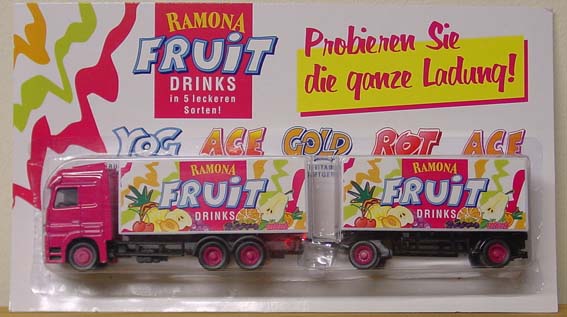 RAMONA
FRUiT
DRINKS
in 5 leckeren
Sorten!
Probieren Sie
die ganze Ladung!
YOG ACE GOLD ROT ACE
RAMONA
FRUiT
DRINKS
RAMONA
FRUiT
DRINKS